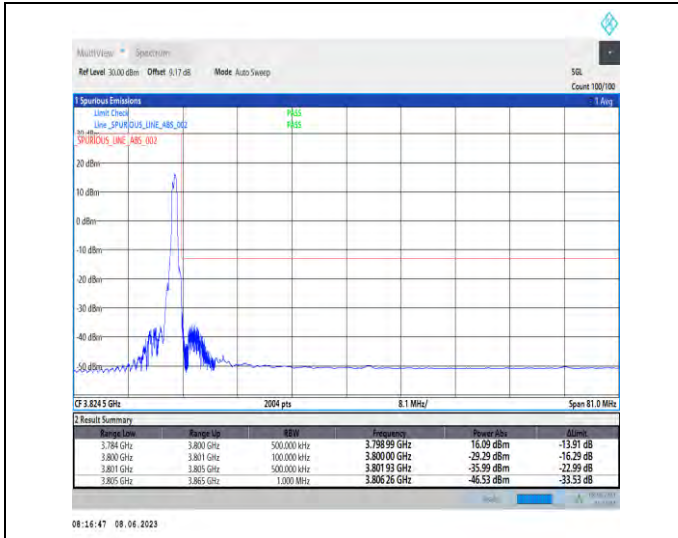 MultiView Spectrum
Ref Level 30.00 dBm Offset 9.17 dB Mode Auto Sweep SGL
Count 100/100
1 Spurious Emissions 1 Avg
Limit Check PASS
Line _SPURIOUS_LINE_ABS_002 PASS
_SPURIOUS_LINE_ABS_002
20 dBm
10 dBm
0 dBm
-10 dBm
-20 dBm
-30 dBm
-40 dBm
-50 dBm
CF 3.824 5 GHz 2004 pts 8.1 MHz/ Span 81.0 MHz
2 Result Summary
Range Low Range Up RBW Frequency Power Abs ΔLimit
3.784 GHz 3.800 GHz 500.000 kHz 3.798 99 GHz 16.09 dBm -13.91 dB
3.800 GHz 3.801 GHz 100.000 kHz 3.800 00 GHz -29.29 dBm -16.29 dB
3.801 GHz 3.805 GHz 500.000 kHz 3.801 93 GHz -35.99 dBm -22.99 dB
3.805 GHz 3.865 GHz 1.000 MHz 3.806 26 GHz -46.53 dBm -33.53 dB
08:16:47 08.06.2023